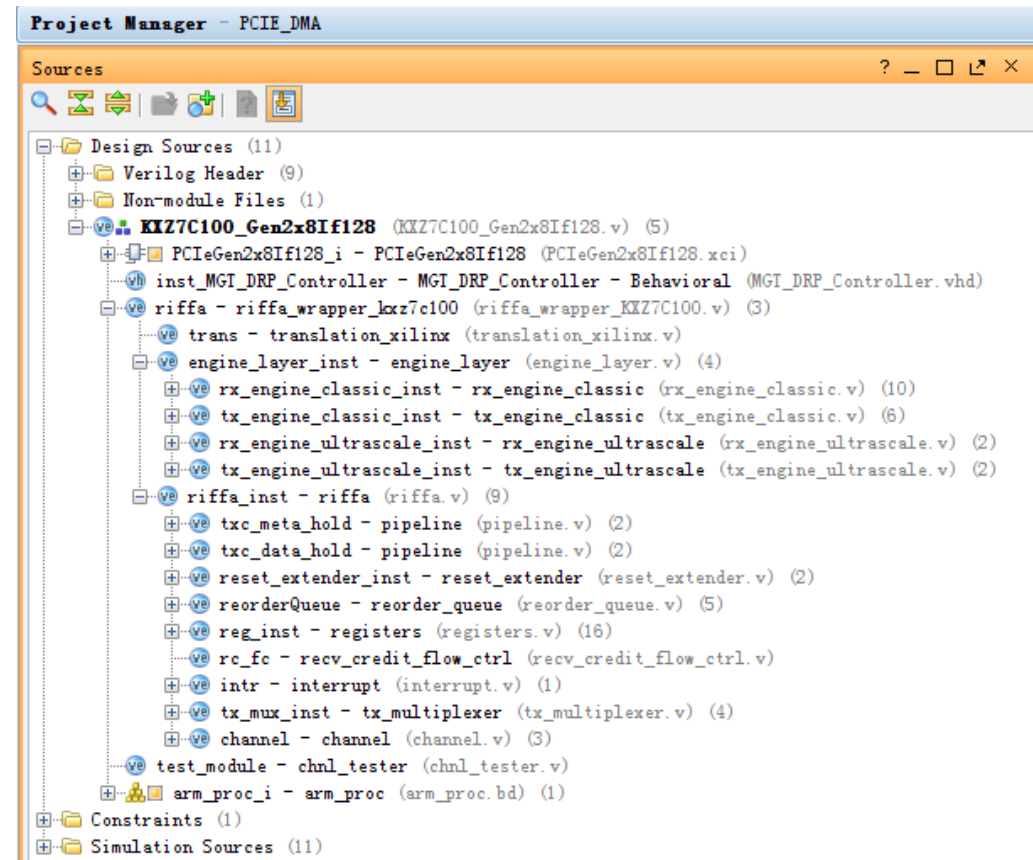 Project Manager - PCIE_DMA
Sources ? _ □ ×
Design Sources (11)
Verilog Header (9)
Non-module Files (1)
KXZ7C100_Gen2x8If128 (KXZ7C100_Gen2x8If128.v) (5)
PCIeGen2x8If128_i - PCIeGen2x8If128 (PCIeGen2x8If128.xci)
inst_MGT_DRP_Controller - MGT_DRP_Controller - Behavioral (MGT_DRP_Controller.vhd)
riffa - riffa_wrapper_kxz7c100 (riffa_wrapper_KXZ7C100.v) (3)
trans - translation_xilinx (translation_xilinx.v)
engine_layer_inst - engine_layer (engine_layer.v) (4)
rx_engine_classic_inst - rx_engine_classic (rx_engine_classic.v) (10)
tx_engine_classic_inst - tx_engine_classic (tx_engine_classic.v) (6)
rx_engine_ultrascale_inst - rx_engine_ultrascale (rx_engine_ultrascale.v) (2)
tx_engine_ultrascale_inst - tx_engine_ultrascale (tx_engine_ultrascale.v) (2)
riffa_inst - riffa (riffa.v) (9)
txc_meta_hold - pipeline (pipeline.v) (2)
txc_data_hold - pipeline (pipeline.v) (2)
reset_extender_inst - reset_extender (reset_extender.v) (2)
reorderQueue - reorder_queue (reorder_queue.v) (5)
reg_inst - registers (registers.v) (16)
rc_fc - recv_credit_flow_ctrl (recv_credit_flow_ctrl.v)
intr - interrupt (interrupt.v) (1)
tx_mux_inst - tx_multiplexer (tx_multiplexer.v) (4)
channel - channel (channel.v) (3)
test_module - chnl_tester (chnl_tester.v)
arm_proc_i - arm_proc (arm_proc.bd) (1)
Constraints (1)
Simulation Sources (11)